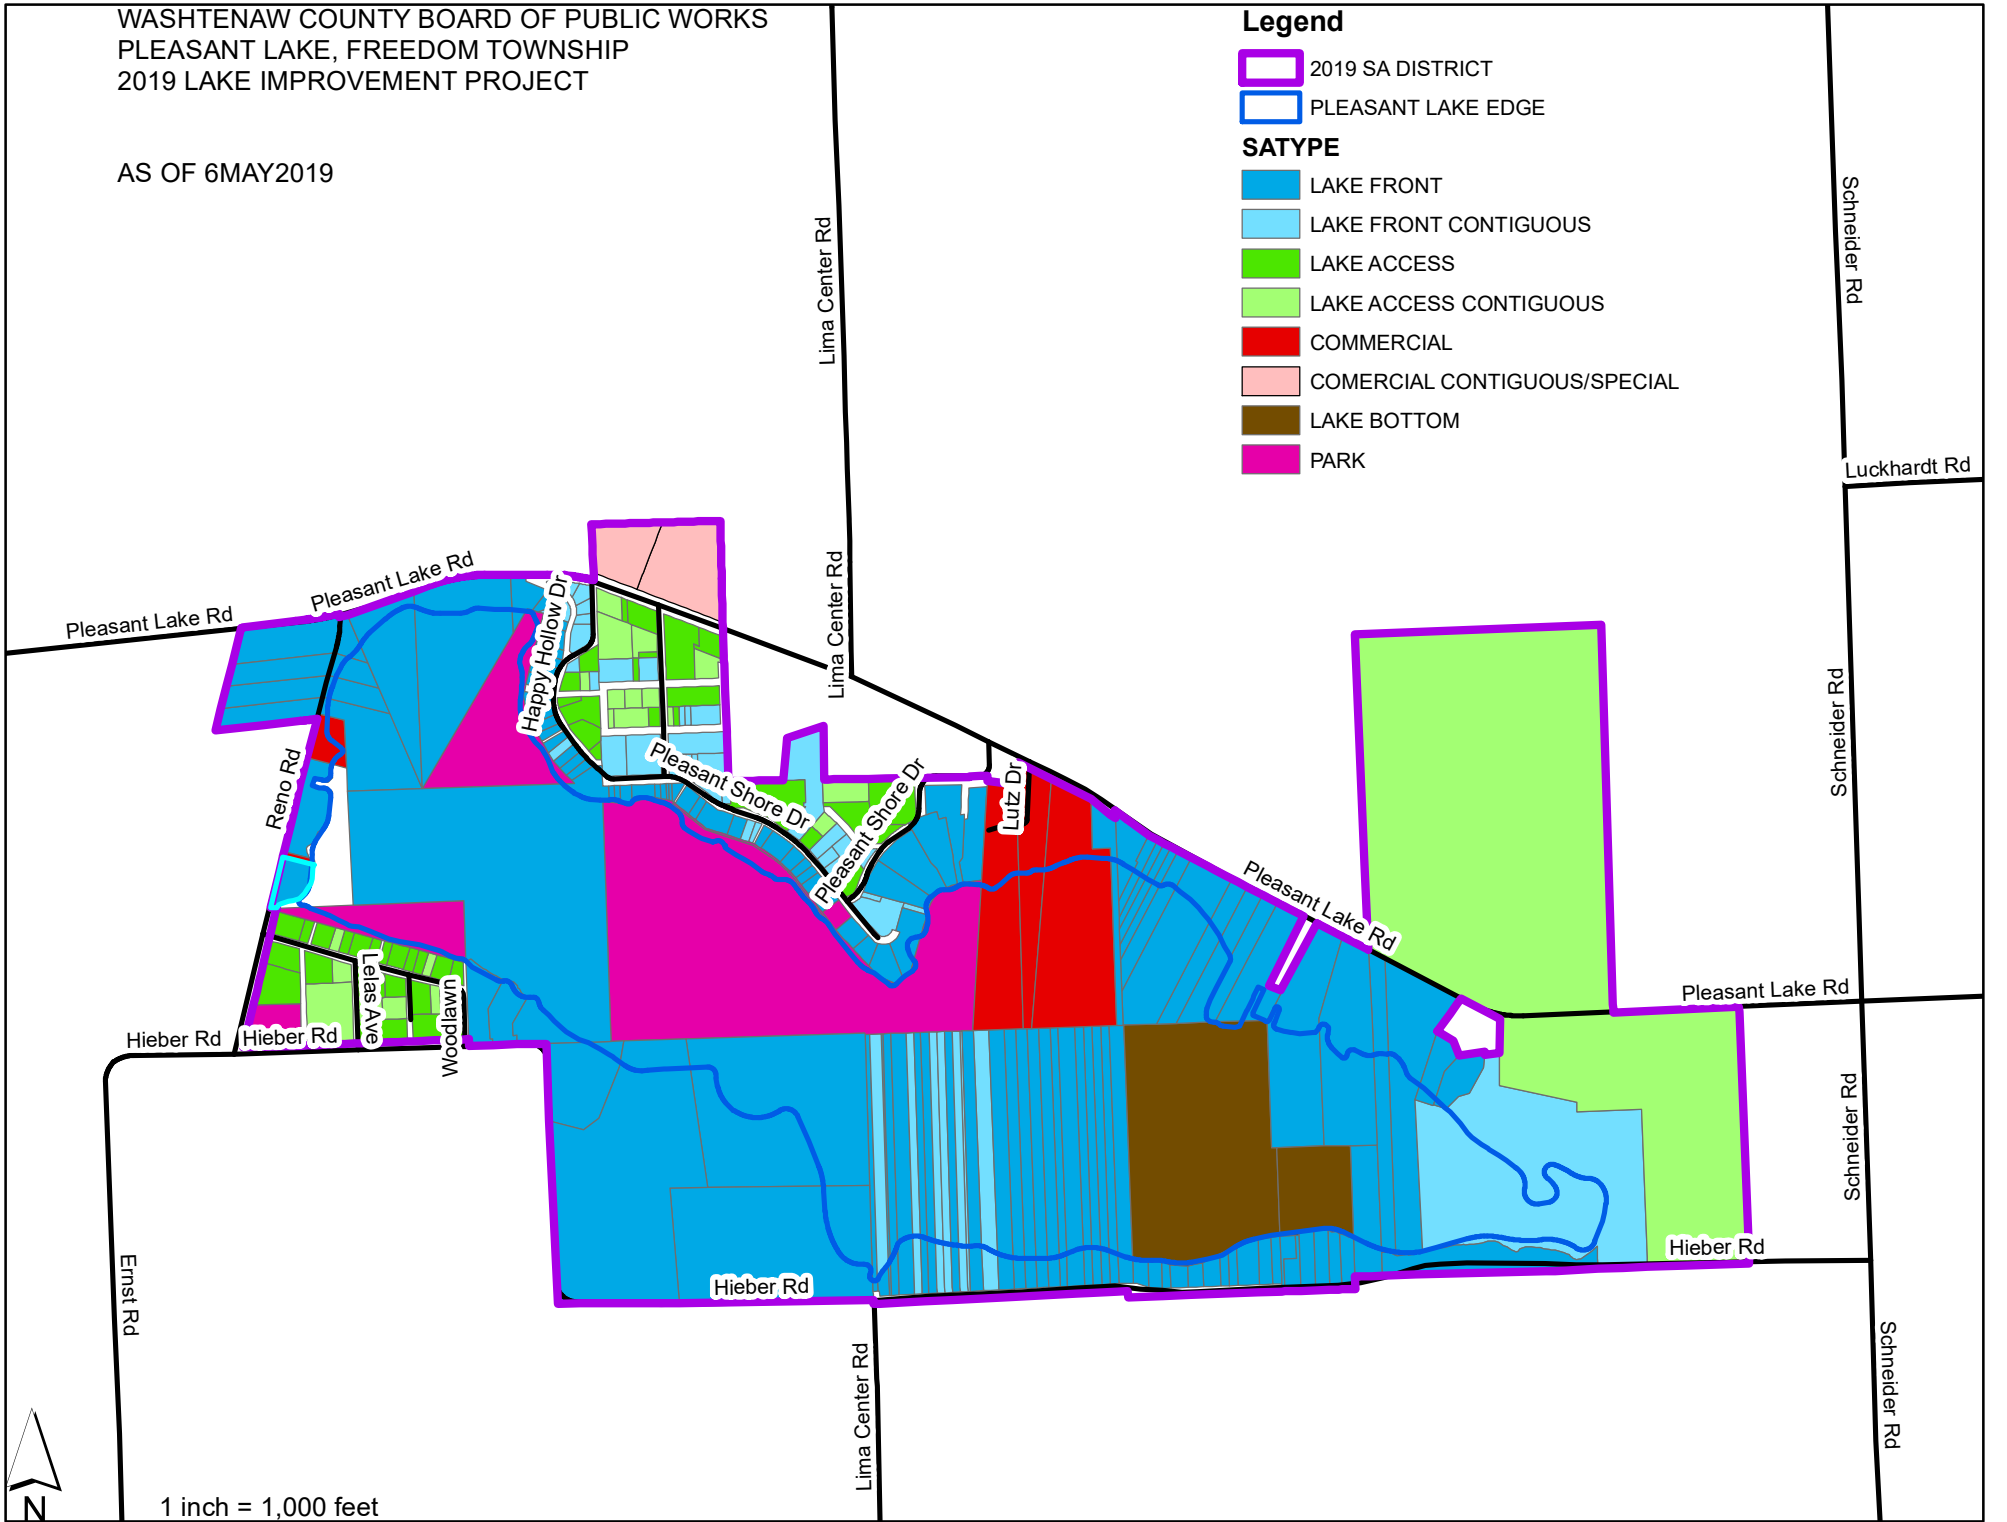 WASHTENAW COUNTY BOARD OF PUBLIC WORKS
PLEASANT LAKE, FREEDOM TOWNSHIP
2019 LAKE IMPROVEMENT PROJECT
AS OF 6MAY2019
Legend
2019 SA DISTRICT
PLEASANT LAKE EDGE
SATYPE
LAKE FRONT
LAKE FRONT CONTIGUOUS
LAKE ACCESS
LAKE ACCESS CONTIGUOUS
COMMERCIAL
COMERCIAL CONTIGUOUS/SPECIAL
LAKE BOTTOM
PARK
Lima Center Rd
Schneider Rd
Luckhardt Rd
Lima Center Rd
Pleasant Lake Rd
Pleasant Lake Rd
Happy Hollow Dr
Schneider Rd
Reno Rd
Pleasant Shore Dr
Pleasant Shore Dr
Lutz Dr
Pleasant Lake Rd
Pleasant Lake Rd
Lelas Ave
Woodlawn
Hieber Rd
Hieber Rd
Schneider Rd
Hieber Rd
Hieber Rd
Ernst Rd
Lima Center Rd
Schneider Rd
N
1 inch = 1,000 feet